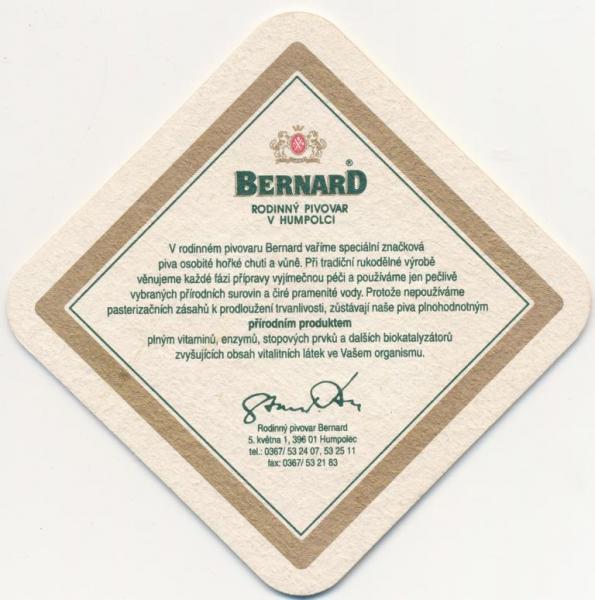 BERNARD®
RODINNÝ PIVOVAR
V HUMPOLCI
V rodinném pivovaru Bernard vaříme speciální značková
piva osobité hořké chuti a vůně. Při tradiční rukodělné výrobě
věnujeme každé fázi přípravy vyjímečnou péči a používáme jen pečlivě
vybraných přírodních surovin a čiré pramenité vody. Protože nepoužíváme
pasterizačních zásahů k prodloužení trvanlivosti, zůstávají naše piva plnohodnotným
přírodním produktem
plným vitaminů, enzymů, stopových prvků a dalších biokatalyzátorů
zvyšujících obsah vitalitních látek ve Vašem organismu.
Rodinný pivovar Bernard
5. května 1, 396 01 Humpolec
tel.: 0367/ 53 24 07, 53 25 11
fax: 0367/ 53 21 83